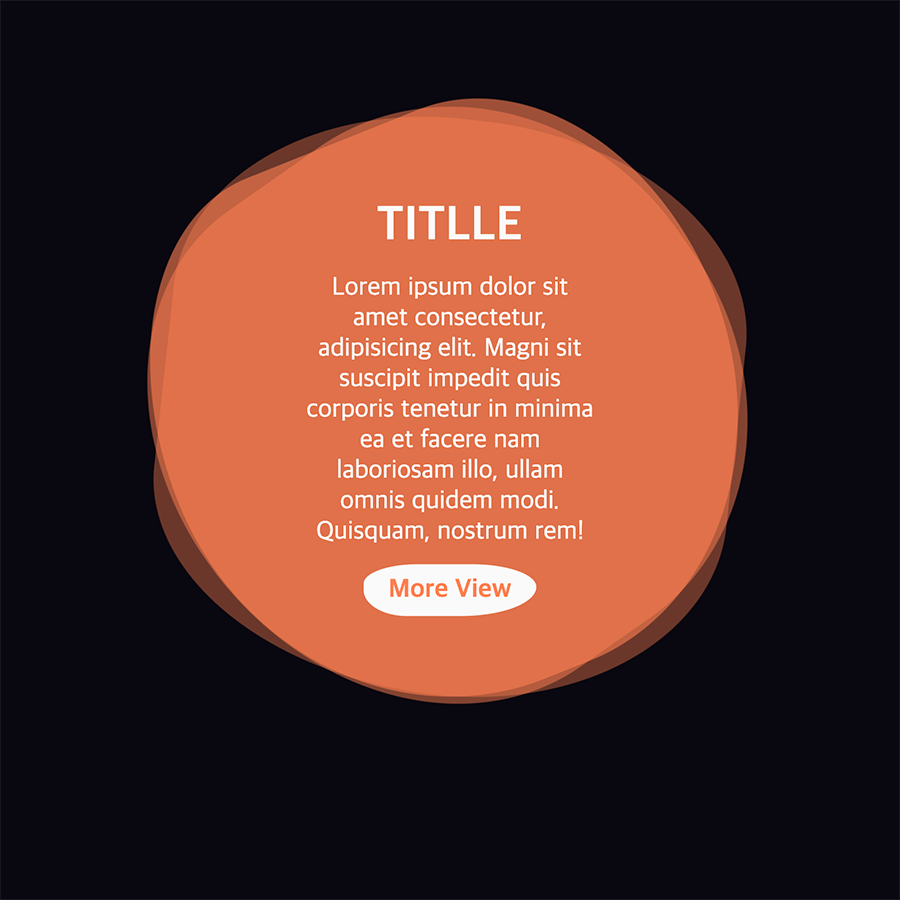 TITLLE
Lorem ipsum dolor sit
amet consectetur,
adipisicing elit. Magni sit
suscipit impedit quis
corporis tenetur in minima
ea et facere nam
laboriosam illo, ullam
omnis quidem modi.
Quisquam, nostrum rem!
More View